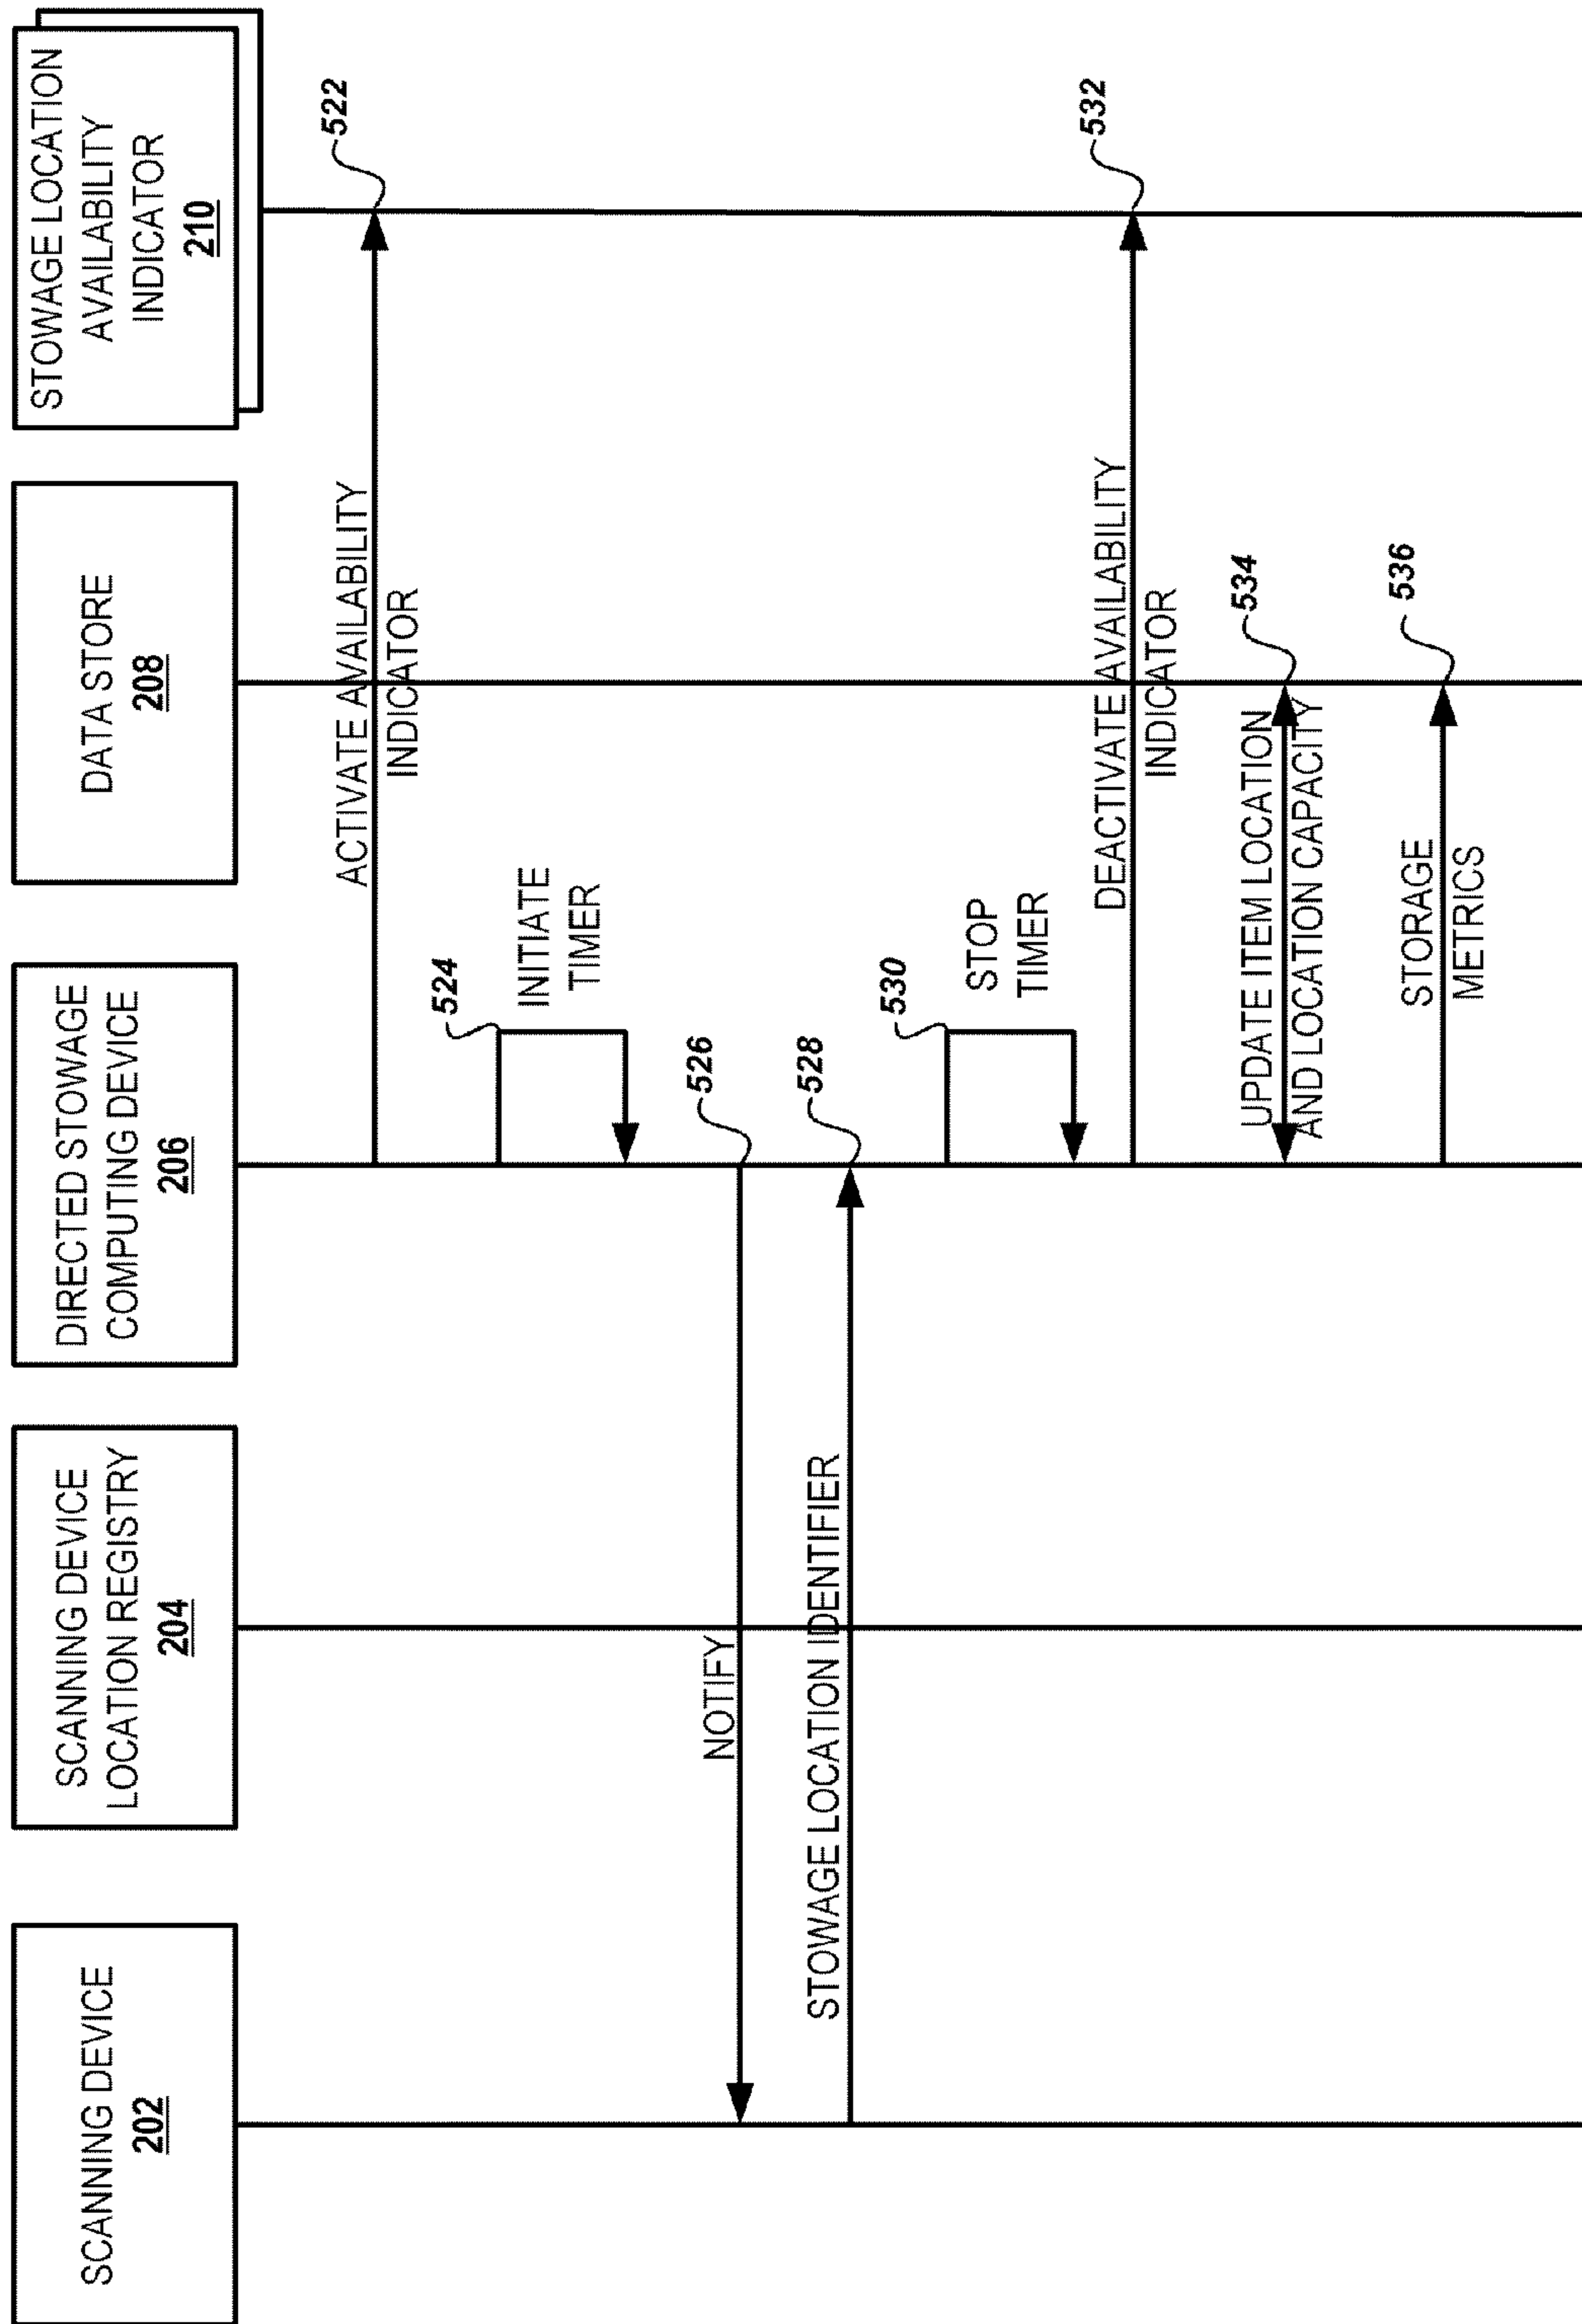 SCANNING DEVICE
202
SCANNING DEVICE
LOCATION REGISTRY
204
DIRECTED STOWAGE
COMPUTING DEVICE
206
DATA STORE
208
STOWAGE LOCATION
AVAILABILITY
INDICATOR
210
522
ACTIVATE AVAILABILITY
INDICATOR
524
INITIATE
TIMER
526
NOTIFY
528
STOWAGE LOCATION IDENTIFIER
530
STOP
TIMER
532
DEACTIVATE AVAILABILITY
INDICATOR
534
UPDATE ITEM LOCATION
AND LOCATION CAPACITY
536
STORAGE
METRICS